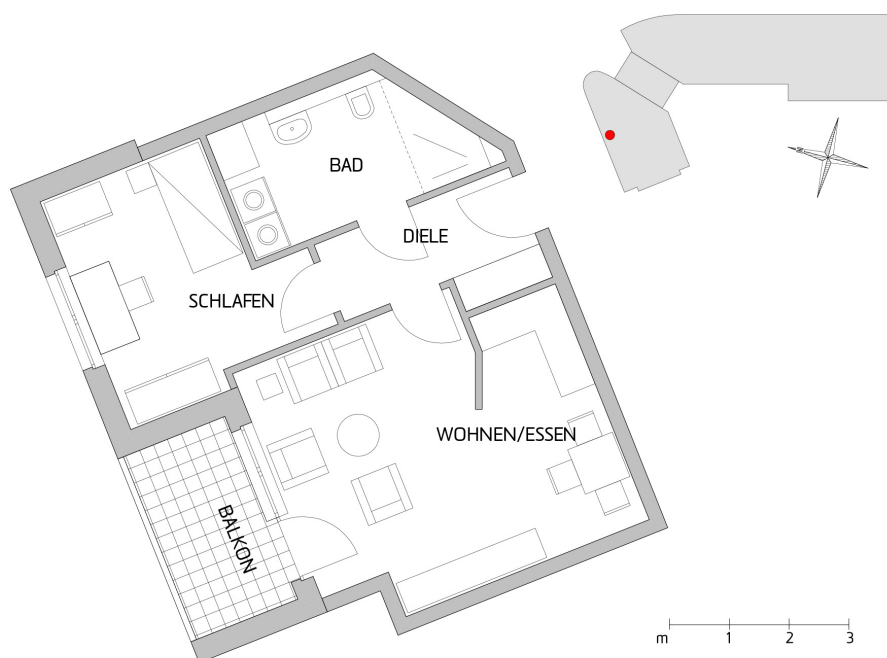 BAD
DIELE
SCHLAFEN
WOHNEN/ESSEN
BALKON
m 1 2 3